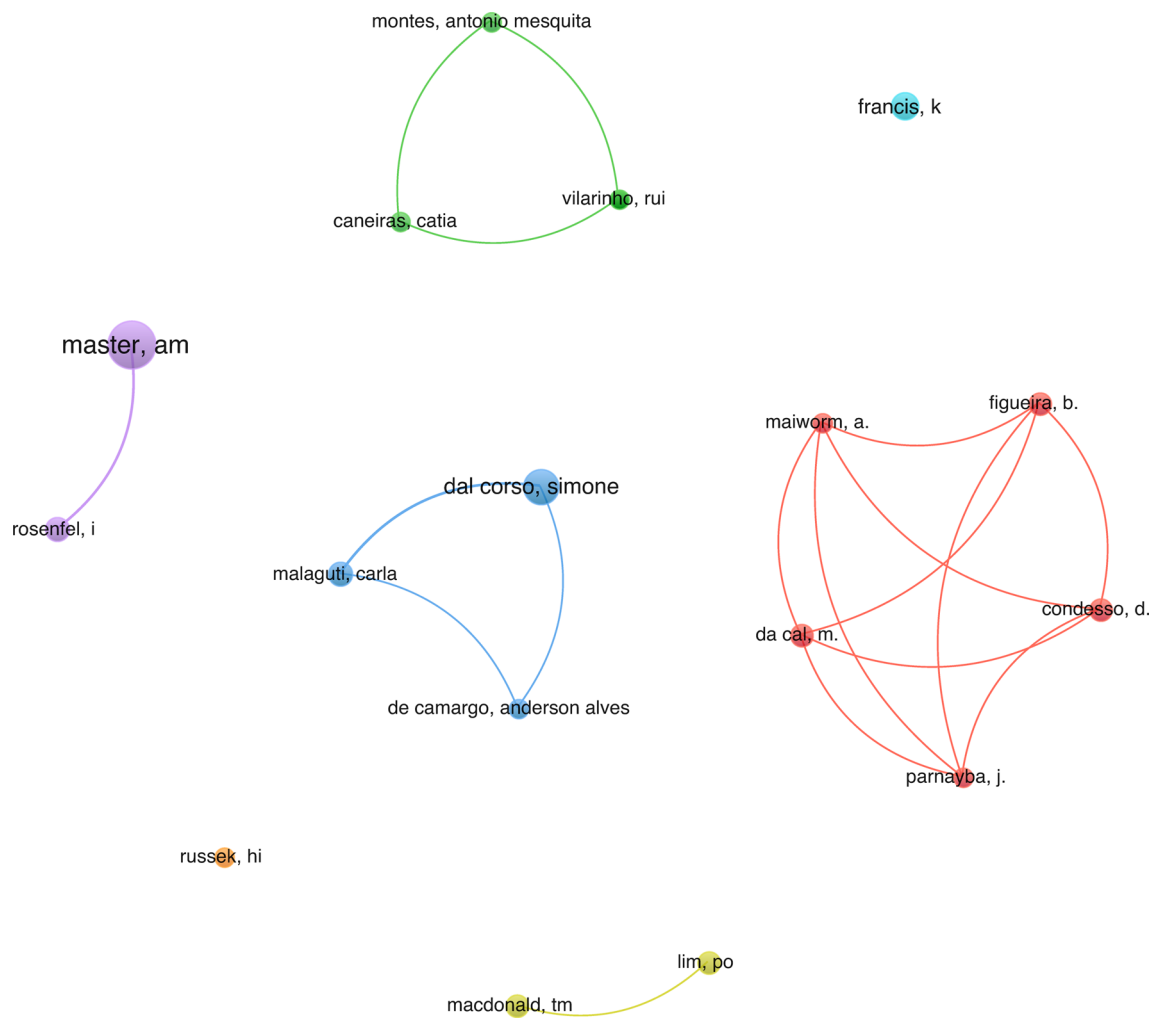 montes, antonio mesquita
francis, k
vilarinho, rui
caneiras, catia
master, am
figueira, b.
maiworm, a.
dal corso, simone
rosenfel, i
malaguti, carla
condesso, d.
da cal, m.
de camargo, anderson alves
parnayba, j.
russek, hi
lim, po
macdonald, tm